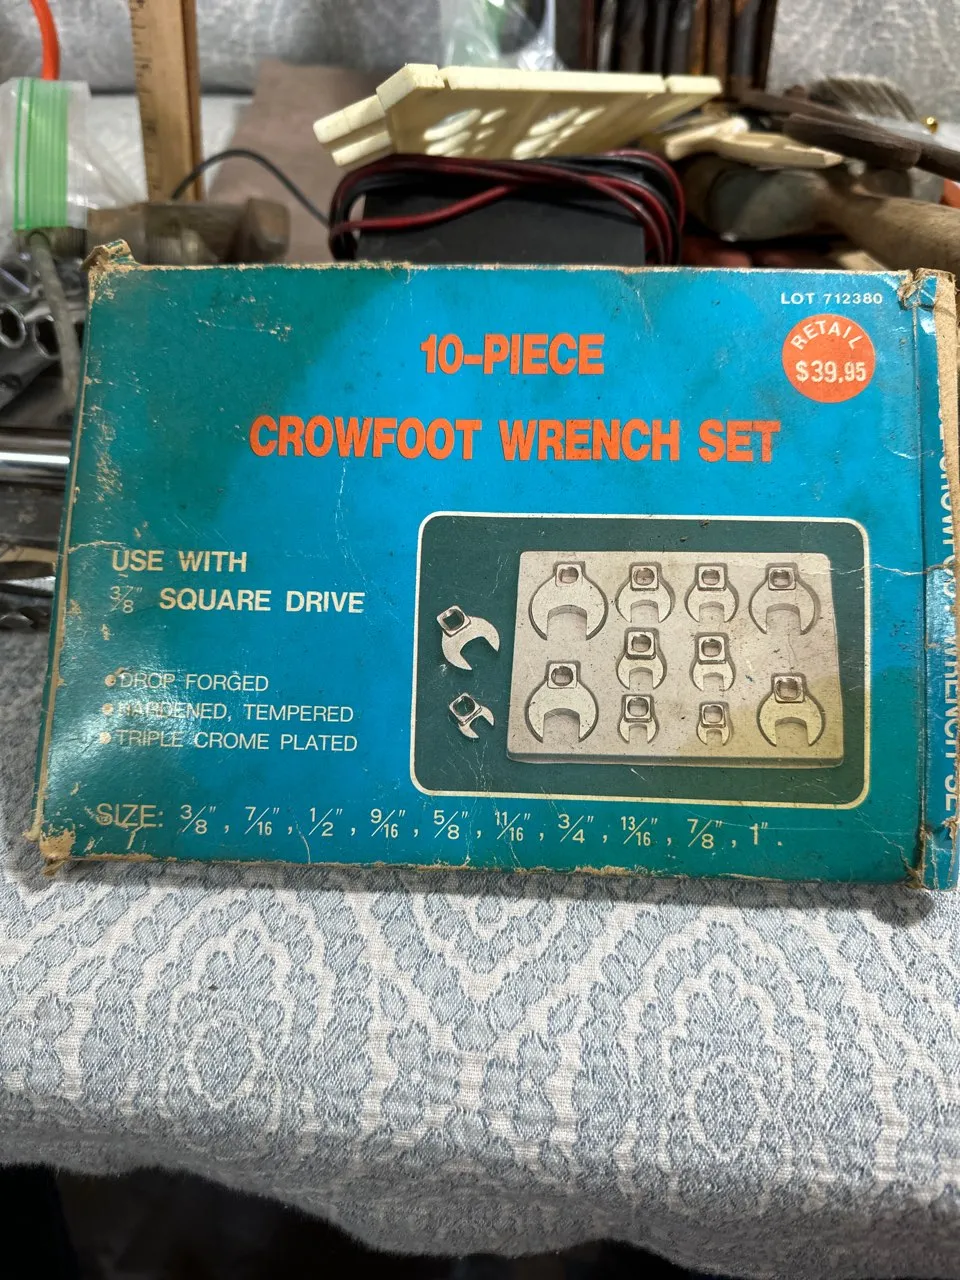 LOT 712380
RETAIL
$39.95
10-PIECE
CROWFOOT WRENCH SET
USE WITH
3/8" SQUARE DRIVE
• DROP FORGED
• HARDENED, TEMPERED
• TRIPLE CROME PLATED
SIZE: 3/8", 7/16", 1/2", 9/16", 5/8", 11/16", 3/4", 13/16", 7/8", 1".
WRENCH SET